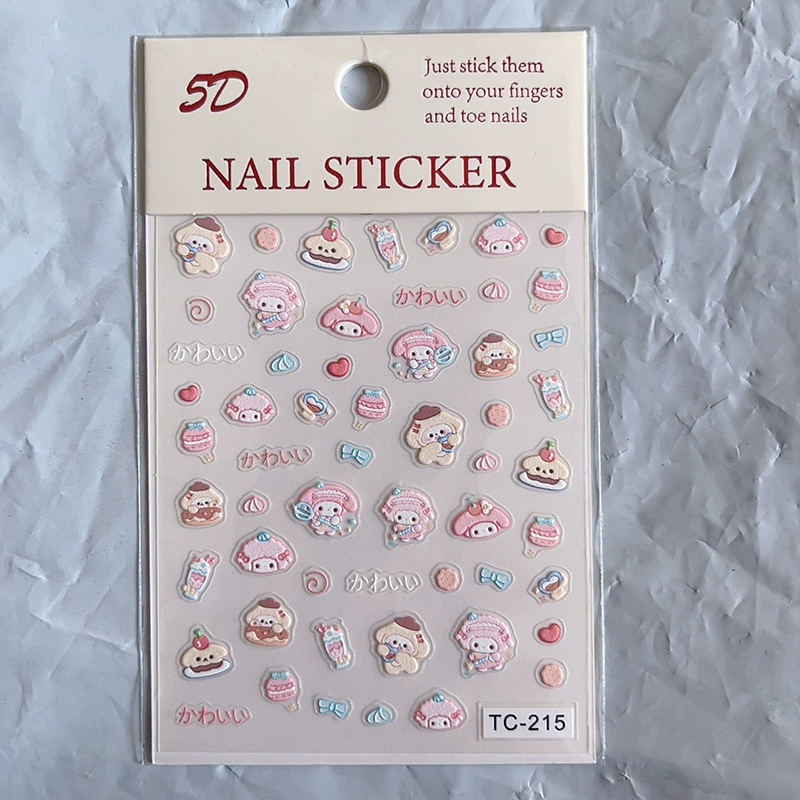 5D
Just stick them
onto your fingers
and toe nails
NAIL STICKER
かわいい
かわいい
かわいい
かわいい
かわいい
TC-215